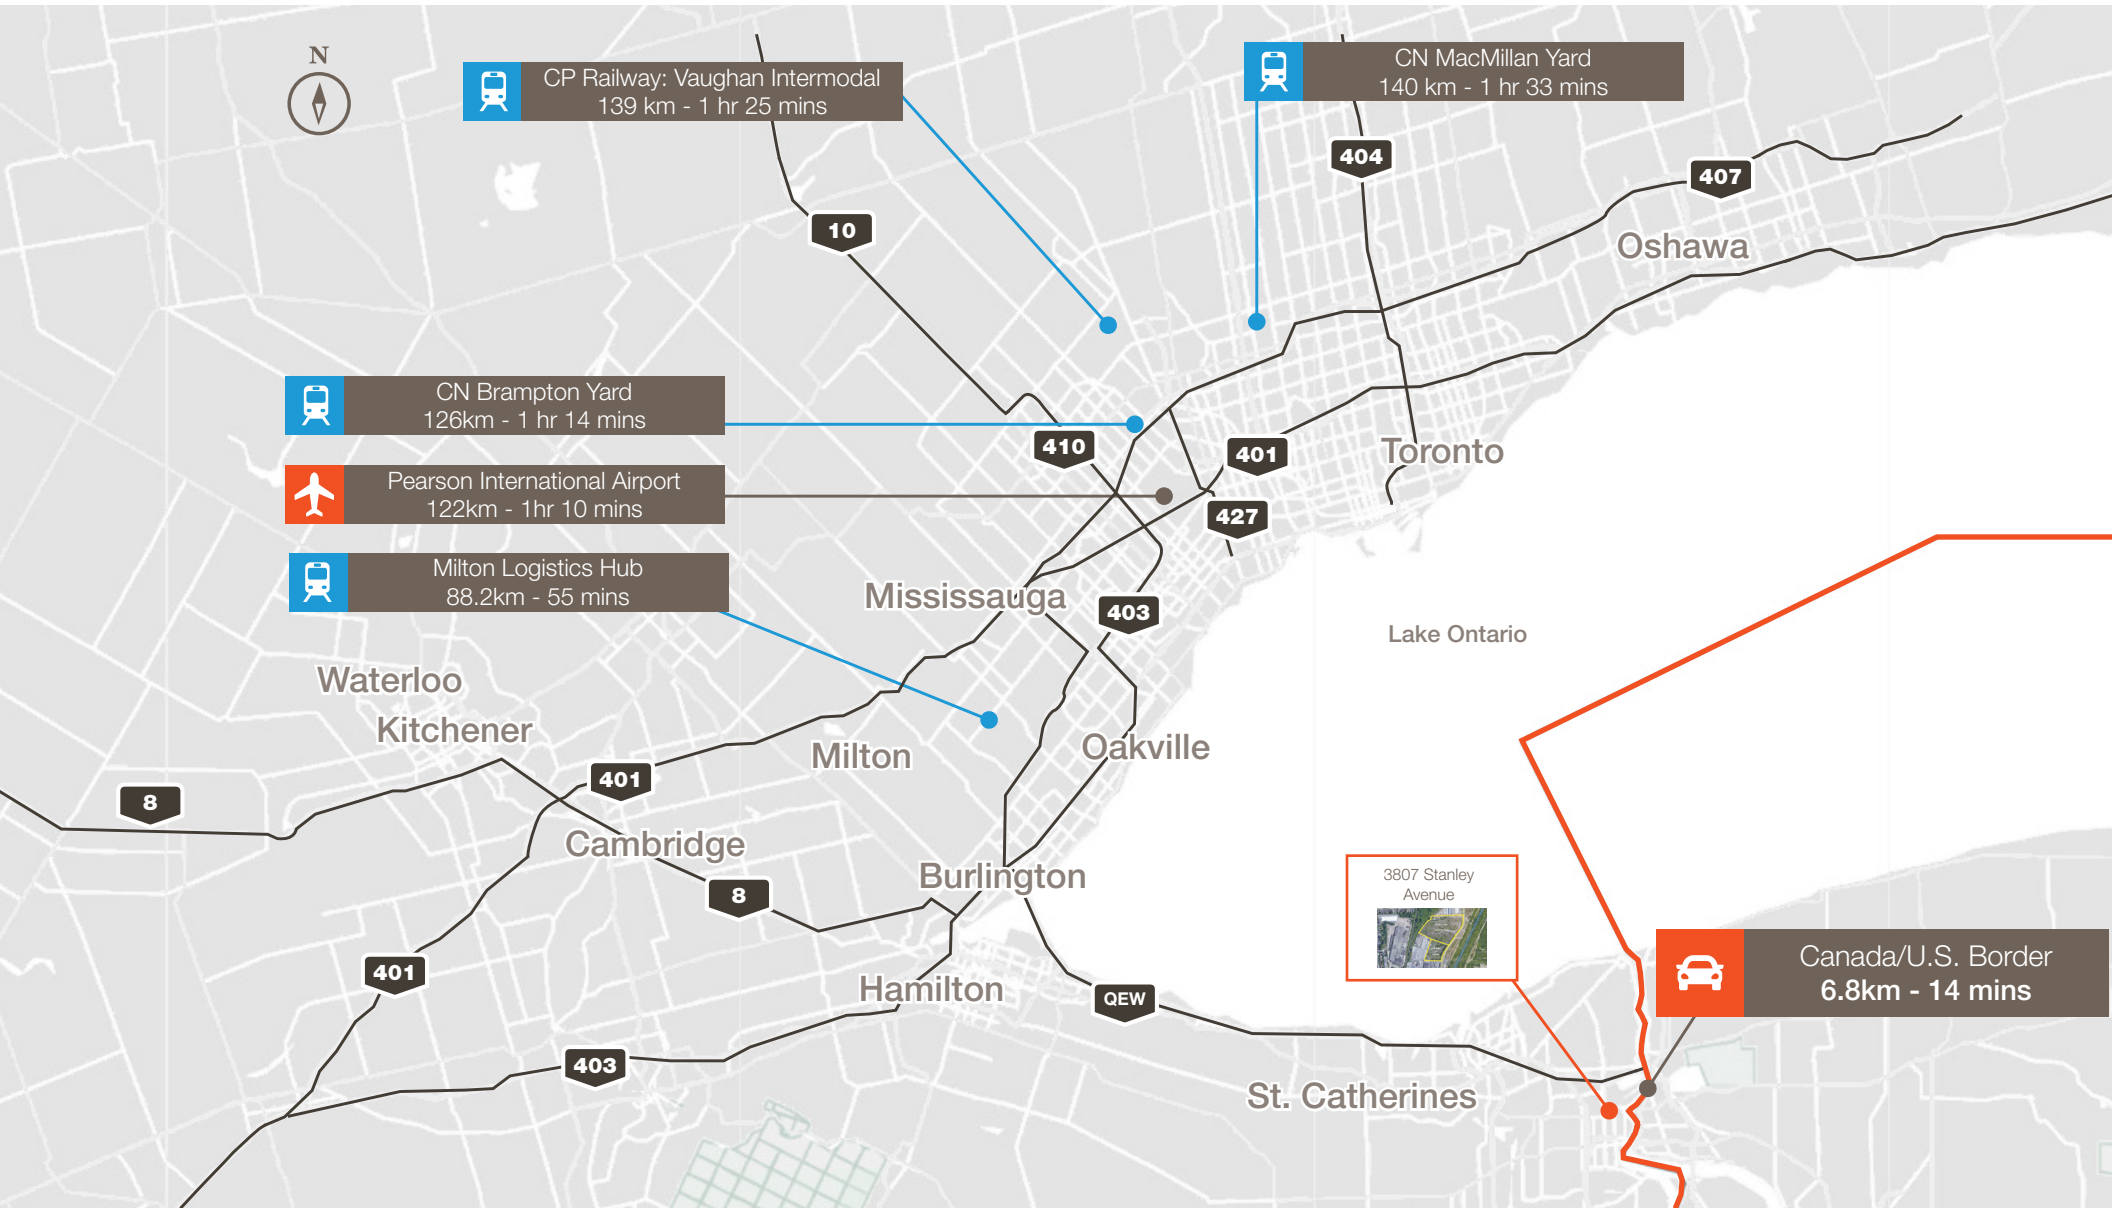 N
CP Railway: Vaughan Intermodal
139 km - 1 hr 25 mins
CN MacMillan Yard
140 km - 1 hr 33 mins
404
407
10
Oshawa
CN Brampton Yard
126km - 1 hr 14 mins
410
401
Toronto
Pearson International Airport
122km - 1hr 10 mins
427
Milton Logistics Hub
88.2km - 55 mins
Mississauga
403
Lake Ontario
Waterloo
Kitchener
Milton
Oakville
401
8
Cambridge
Burlington
8
3807 Stanley
Avenue
Canada/U.S. Border
6.8km - 14 mins
401
Hamilton
QEW
403
St. Catherines